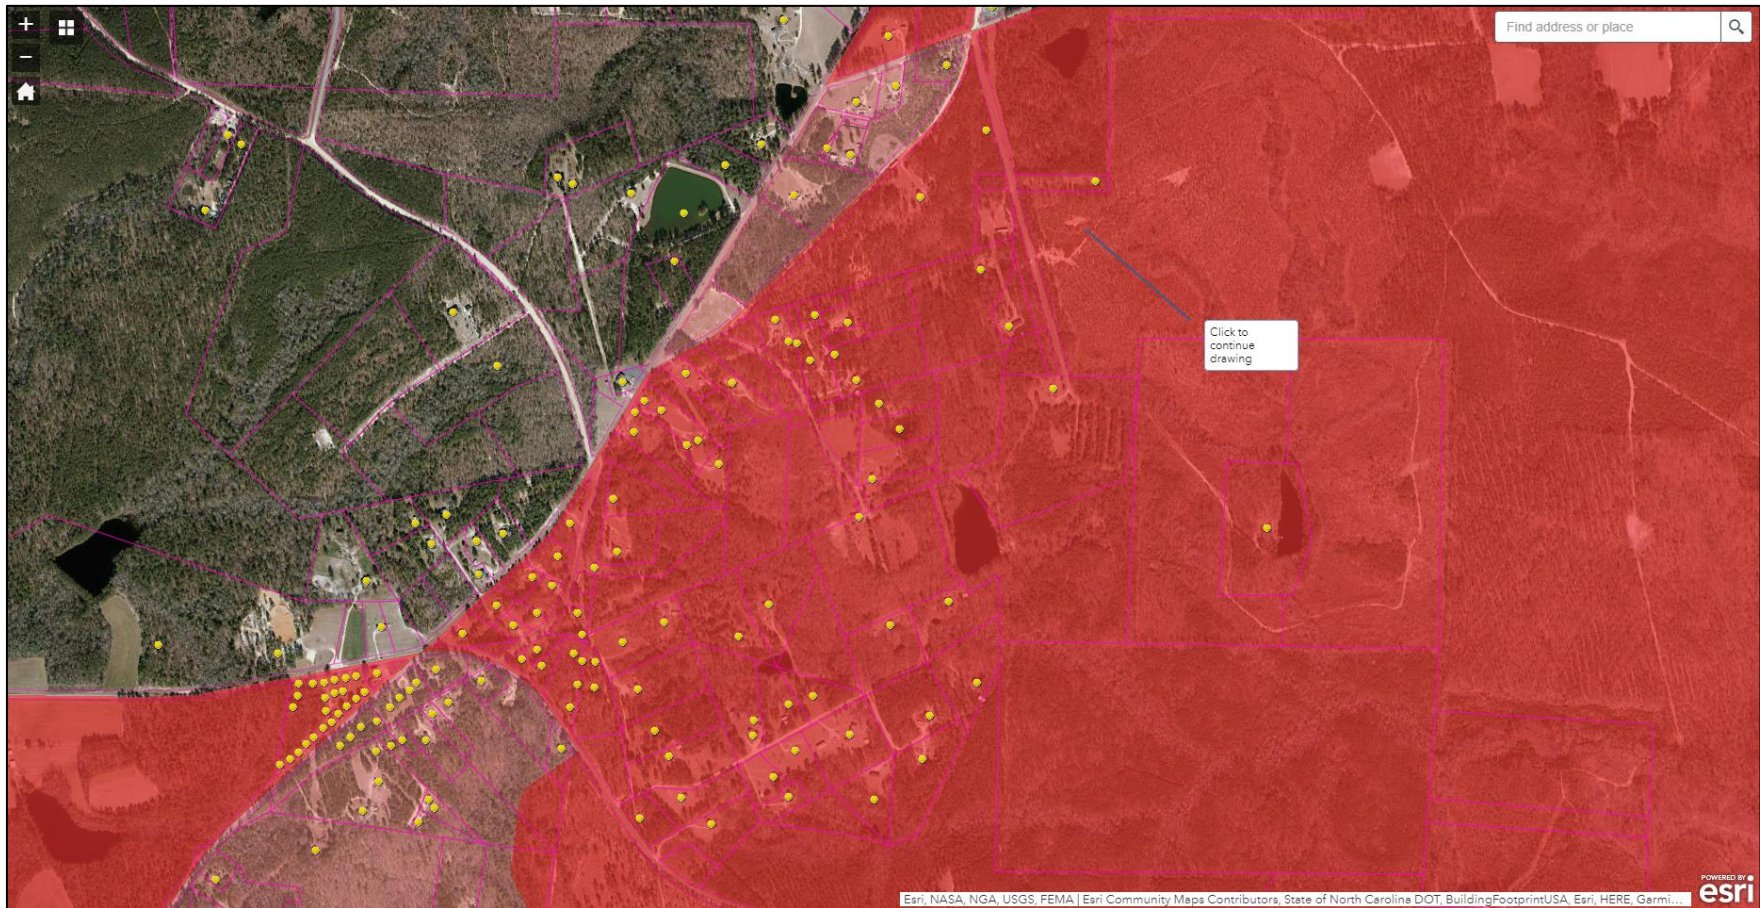 +
Find address or place
−
Click to
continue
drawing
POWERED BY
esri
Esri, NASA, NGA, USGS, FEMA | Esri Community Maps Contributors, State of North Carolina DOT, BuildingFootprintUSA, Esri, HERE, Garmi...